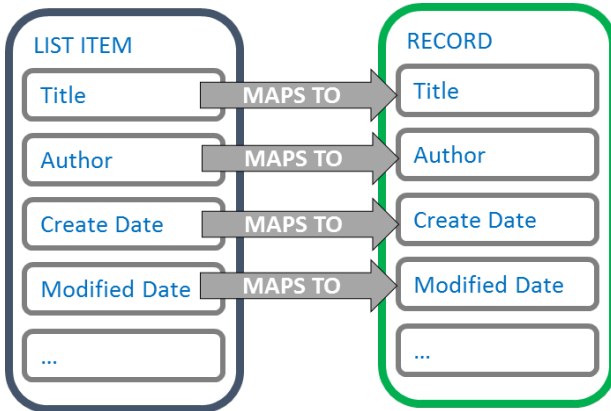 LIST ITEM
RECORD
Title
MAPS TO
Title
Author
MAPS TO
Author
Create Date
MAPS TO
Create Date
Modified Date
MAPS TO
Modified Date
...
...